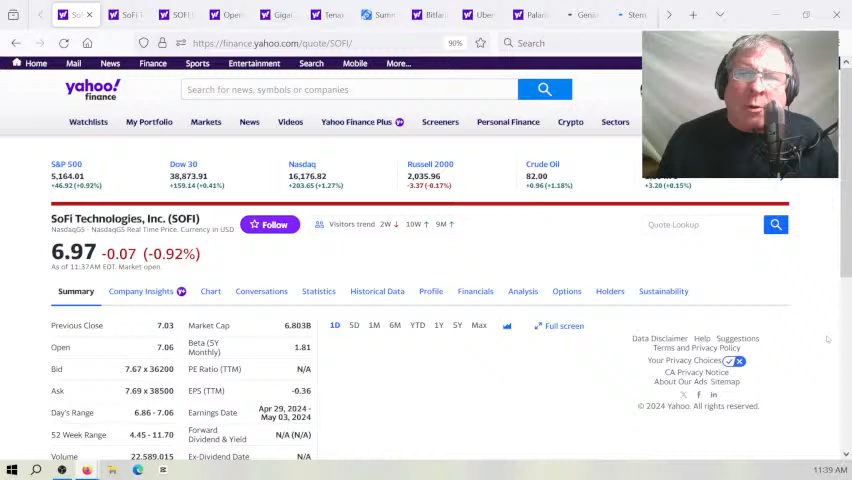 SoFi T
SOFI:
Open
GigaC
Tenao
Summ
Bitfar
Uber
Palan
Geniu
Stem
https://finance.yahoo.com/quote/SOFI/
90%
Search
Home Mail News Finance Sports Entertainment Search Mobile More...
yahoo!
finance
Search for news, symbols or companies
Watchlists My Portfolio Markets News Videos Yahoo Finance Plus Screeners Personal Finance Crypto Sectors
S&P 500 Dow 30 Nasdaq Russell 2000 Crude Oil
5,164.01 38,873.91 16,176.82 2,035.96 82.00
+46.92 (+0.92%) +159.14 (+0.41%) +203.65 (+1.27%) -3.37 (-0.17%) +0.96 (+1.18%) +3.20 (+0.15%)
SoFi Technologies, Inc. (SOFI)
NasdaqGS - NasdaqGS Real Time Price. Currency in USD
Follow
Visitors trend 2W ↓ 10W ↑ 9M ↑
Quote Lookup
6.97 -0.07 (-0.92%)
As of 11:37AM EDT. Market open.
Summary Company Insights Chart Conversations Statistics Historical Data Profile Financials Analysis Options Holders Sustainability
Previous Close 7.03
Open 7.06
Bid 7.67 x 36200
Ask 7.69 x 38500
Day's Range 6.86 - 7.06
52 Week Range 4.45 - 11.70
Volume 22,589,015
Market Cap 6.803B
Beta (5Y
Monthly) 1.81
PE Ratio (TTM) N/A
EPS (TTM) -0.36
Earnings Date Apr 29, 2024 -
May 03, 2024
Forward
Dividend & Yield N/A (N/A)
Ex-Dividend Date N/A
1D 5D 1M 6M YTD 1Y 5Y Max
Full screen
Data Disclaimer Help Suggestions
Terms and Privacy Policy
Your Privacy Choices
CA Privacy Notice
About Our Ads Sitemap
© 2024 Yahoo. All rights reserved.
11:39 AM